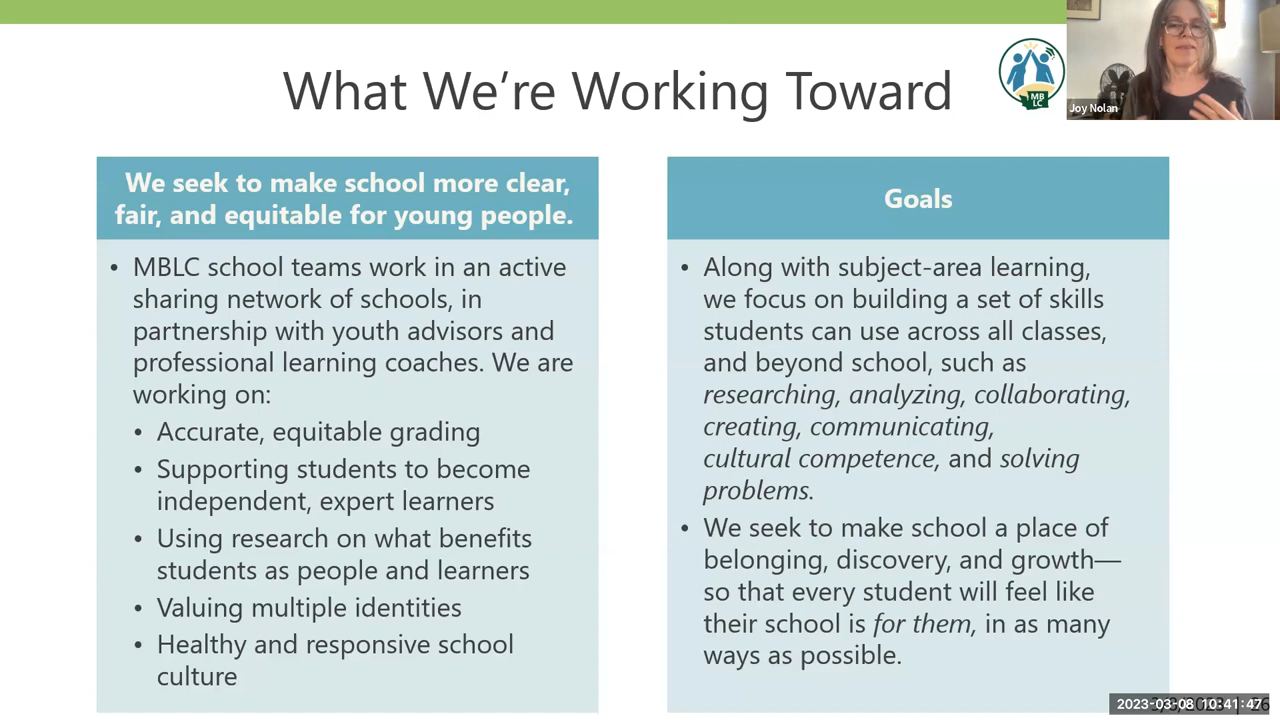 What We're Working Toward
MB
LC
Joy Nolan
We seek to make school more clear,
fair, and equitable for young people.
• MBLC school teams work in an active
sharing network of schools, in
partnership with youth advisors and
professional learning coaches. We are
working on:
• Accurate, equitable grading
• Supporting students to become
independent, expert learners
• Using research on what benefits
students as people and learners
• Valuing multiple identities
• Healthy and responsive school
culture
Goals
• Along with subject-area learning,
we focus on building a set of skills
students can use across all classes,
and beyond school, such as
researching, analyzing, collaborating,
creating, communicating,
cultural competence, and solving
problems.
• We seek to make school a place of
belonging, discovery, and growth—
so that every student will feel like
their school is for them, in as many
ways as possible.
2023-03-08 10:41:47